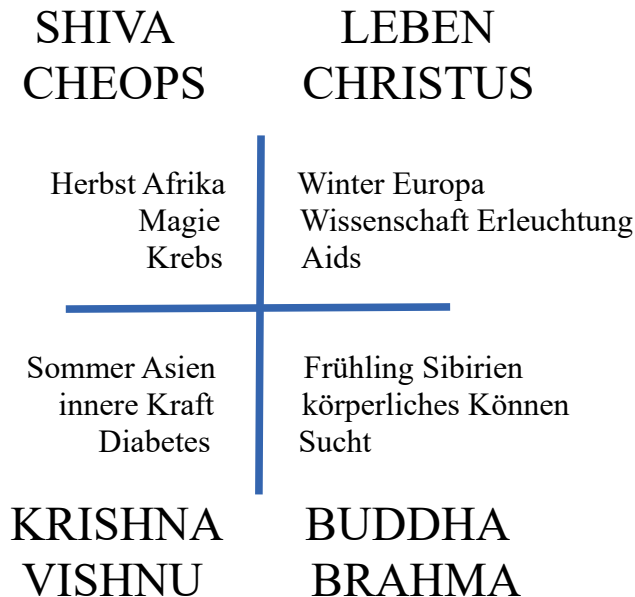 SHIVA
CHEOPS
LEBEN
CHRISTUS
Herbst Afrika
Magie
Krebs
Winter Europa
Wissenschaft Erleuchtung
Aids
Sommer Asien
innere Kraft
Diabetes
Frühling Sibirien
körperliches Können
Sucht
KRISHNA
VISHNU
BUDDHA
BRAHMA